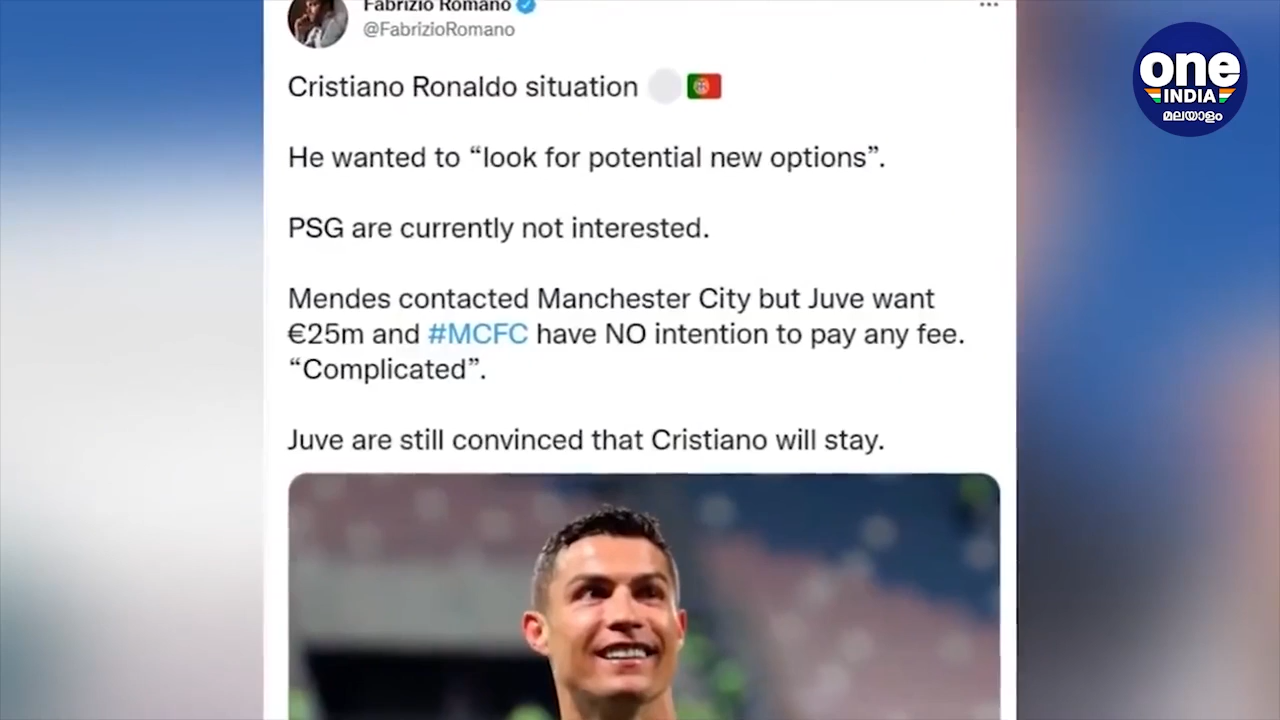 Fabrizio Romano
@FabrizioRomano
one
INDIA
മലയാളം
Cristiano Ronaldo situation
He wanted to “look for potential new options”.
PSG are currently not interested.
Mendes contacted Manchester City but Juve want
€25m and #MCFC have NO intention to pay any fee.
“Complicated”.
Juve are still convinced that Cristiano will stay.